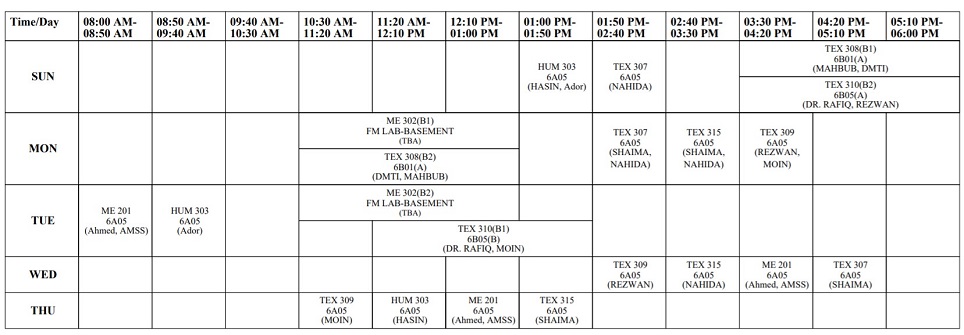 Time/Day 08:00 AM- 08:50 AM- 09:40 AM- 10:30 AM- 11:20 AM- 12:10 PM- 01:00 PM- 01:50 PM- 02:40 PM- 03:30 PM- 04:20 PM- 05:10 PM-
08:50 AM 09:40 AM 10:30 AM 11:20 AM 12:10 PM 01:00 PM 01:50 PM 02:40 PM 03:30 PM 04:20 PM 05:10 PM 06:00 PM
SUN
HUM 303
6A05
(HASIN, Ador)
TEX 307
6A05
(NAHIDA)
TEX 308(B1)
6B01(A)
(MAHBUB, DMTI)
TEX 310(B2)
6B05(A)
(DR. RAFIQ, REZWAN)
MON
ME 302(B1)
FM LAB-BASEMENT
(TBA)
TEX 308(B2)
6B01(A)
(DMTI, MAHBUB)
TEX 307
6A05
(SHAIMA,
NAHIDA)
TEX 315
6A05
(SHAIMA,
NAHIDA)
TEX 309
6A05
(REZWAN,
MOIN)
TUE
ME 201
6A05
(Ahmed, AMSS)
HUM 303
6A05
(Ador)
ME 302(B2)
FM LAB-BASEMENT
(TBA)
TEX 310(B1)
6B05(B)
(DR. RAFIQ, MOIN)
WED
TEX 309
6A05
(REZWAN)
TEX 315
6A05
(NAHIDA)
ME 201
6A05
(Ahmed, AMSS)
TEX 307
6A05
(SHAIMA)
THU
TEX 309
6A05
(MOIN)
HUM 303
6A05
(HASIN)
ME 201
6A05
(Ahmed, AMSS)
TEX 315
6A05
(SHAIMA)